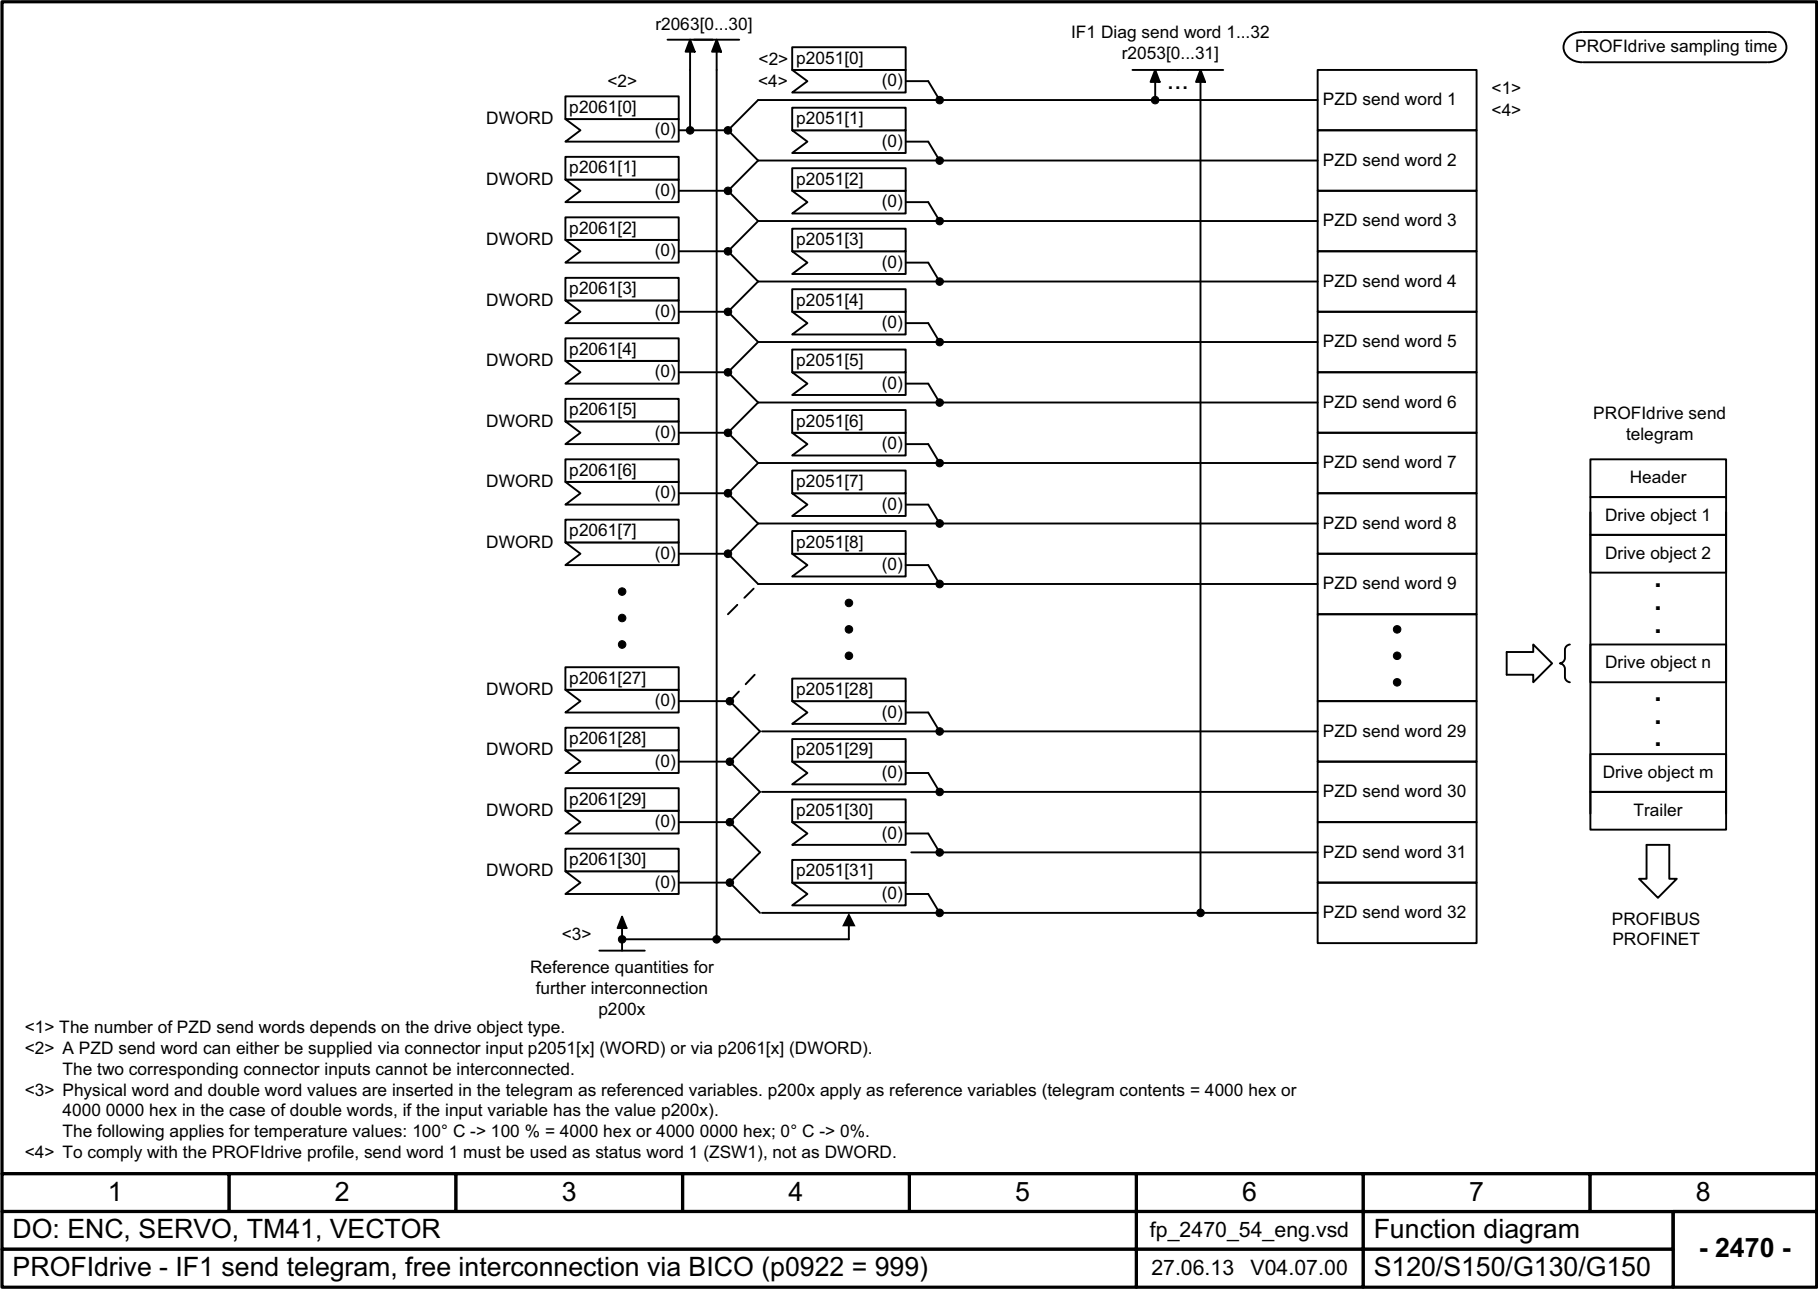 r2063[0...30]
IF1 Diag send word 1...32
r2053[0...31]
...
PROFIdrive sampling time
<2>
<2> p2051[0]
<4> (0)
DWORD p2061[0]
(0)
PZD send word 1
<1>
<4>
p2051[1]
(0)
DWORD p2061[1]
(0)
PZD send word 2
p2051[2]
(0)
DWORD p2061[2]
(0)
PZD send word 3
p2051[3]
(0)
DWORD p2061[3]
(0)
PZD send word 4
p2051[4]
(0)
DWORD p2061[4]
(0)
PZD send word 5
p2051[5]
(0)
DWORD p2061[5]
(0)
PZD send word 6
p2051[6]
(0)
DWORD p2061[6]
(0)
PZD send word 7
p2051[7]
(0)
DWORD p2061[7]
(0)
PZD send word 8
p2051[8]
(0)
PZD send word 9
DWORD p2061[27]
(0)
p2051[28]
(0)
PZD send word 29
DWORD p2061[28]
(0)
p2051[29]
(0)
PZD send word 30
DWORD p2061[29]
(0)
p2051[30]
(0)
PZD send word 31
DWORD p2061[30]
(0)
p2051[31]
(0)
PZD send word 32
PROFIdrive send
telegram
Header
Drive object 1
Drive object 2
Drive object n
Drive object m
Trailer
PROFIBUS
PROFINET
<3>
Reference quantities for
further interconnection
p200x
<1> The number of PZD send words depends on the drive object type.
<2> A PZD send word can either be supplied via connector input p2051[x] (WORD) or via p2061[x] (DWORD).
The two corresponding connector inputs cannot be interconnected.
<3> Physical word and double word values are inserted in the telegram as referenced variables. p200x apply as reference variables (telegram contents = 4000 hex or
4000 0000 hex in the case of double words, if the input variable has the value p200x).
The following applies for temperature values: 100° C -> 100 % = 4000 hex or 4000 0000 hex; 0° C -> 0%.
<4> To comply with the PROFIdrive profile, send word 1 must be used as status word 1 (ZSW1), not as DWORD.
1 2 3 4 5 6 7 8
DO: ENC, SERVO, TM41, VECTOR
fp_2470_54_eng.vsd
Function diagram
- 2470 -
PROFIdrive - IF1 send telegram, free interconnection via BICO (p0922 = 999)
27.06.13 V04.07.00
S120/S150/G130/G150